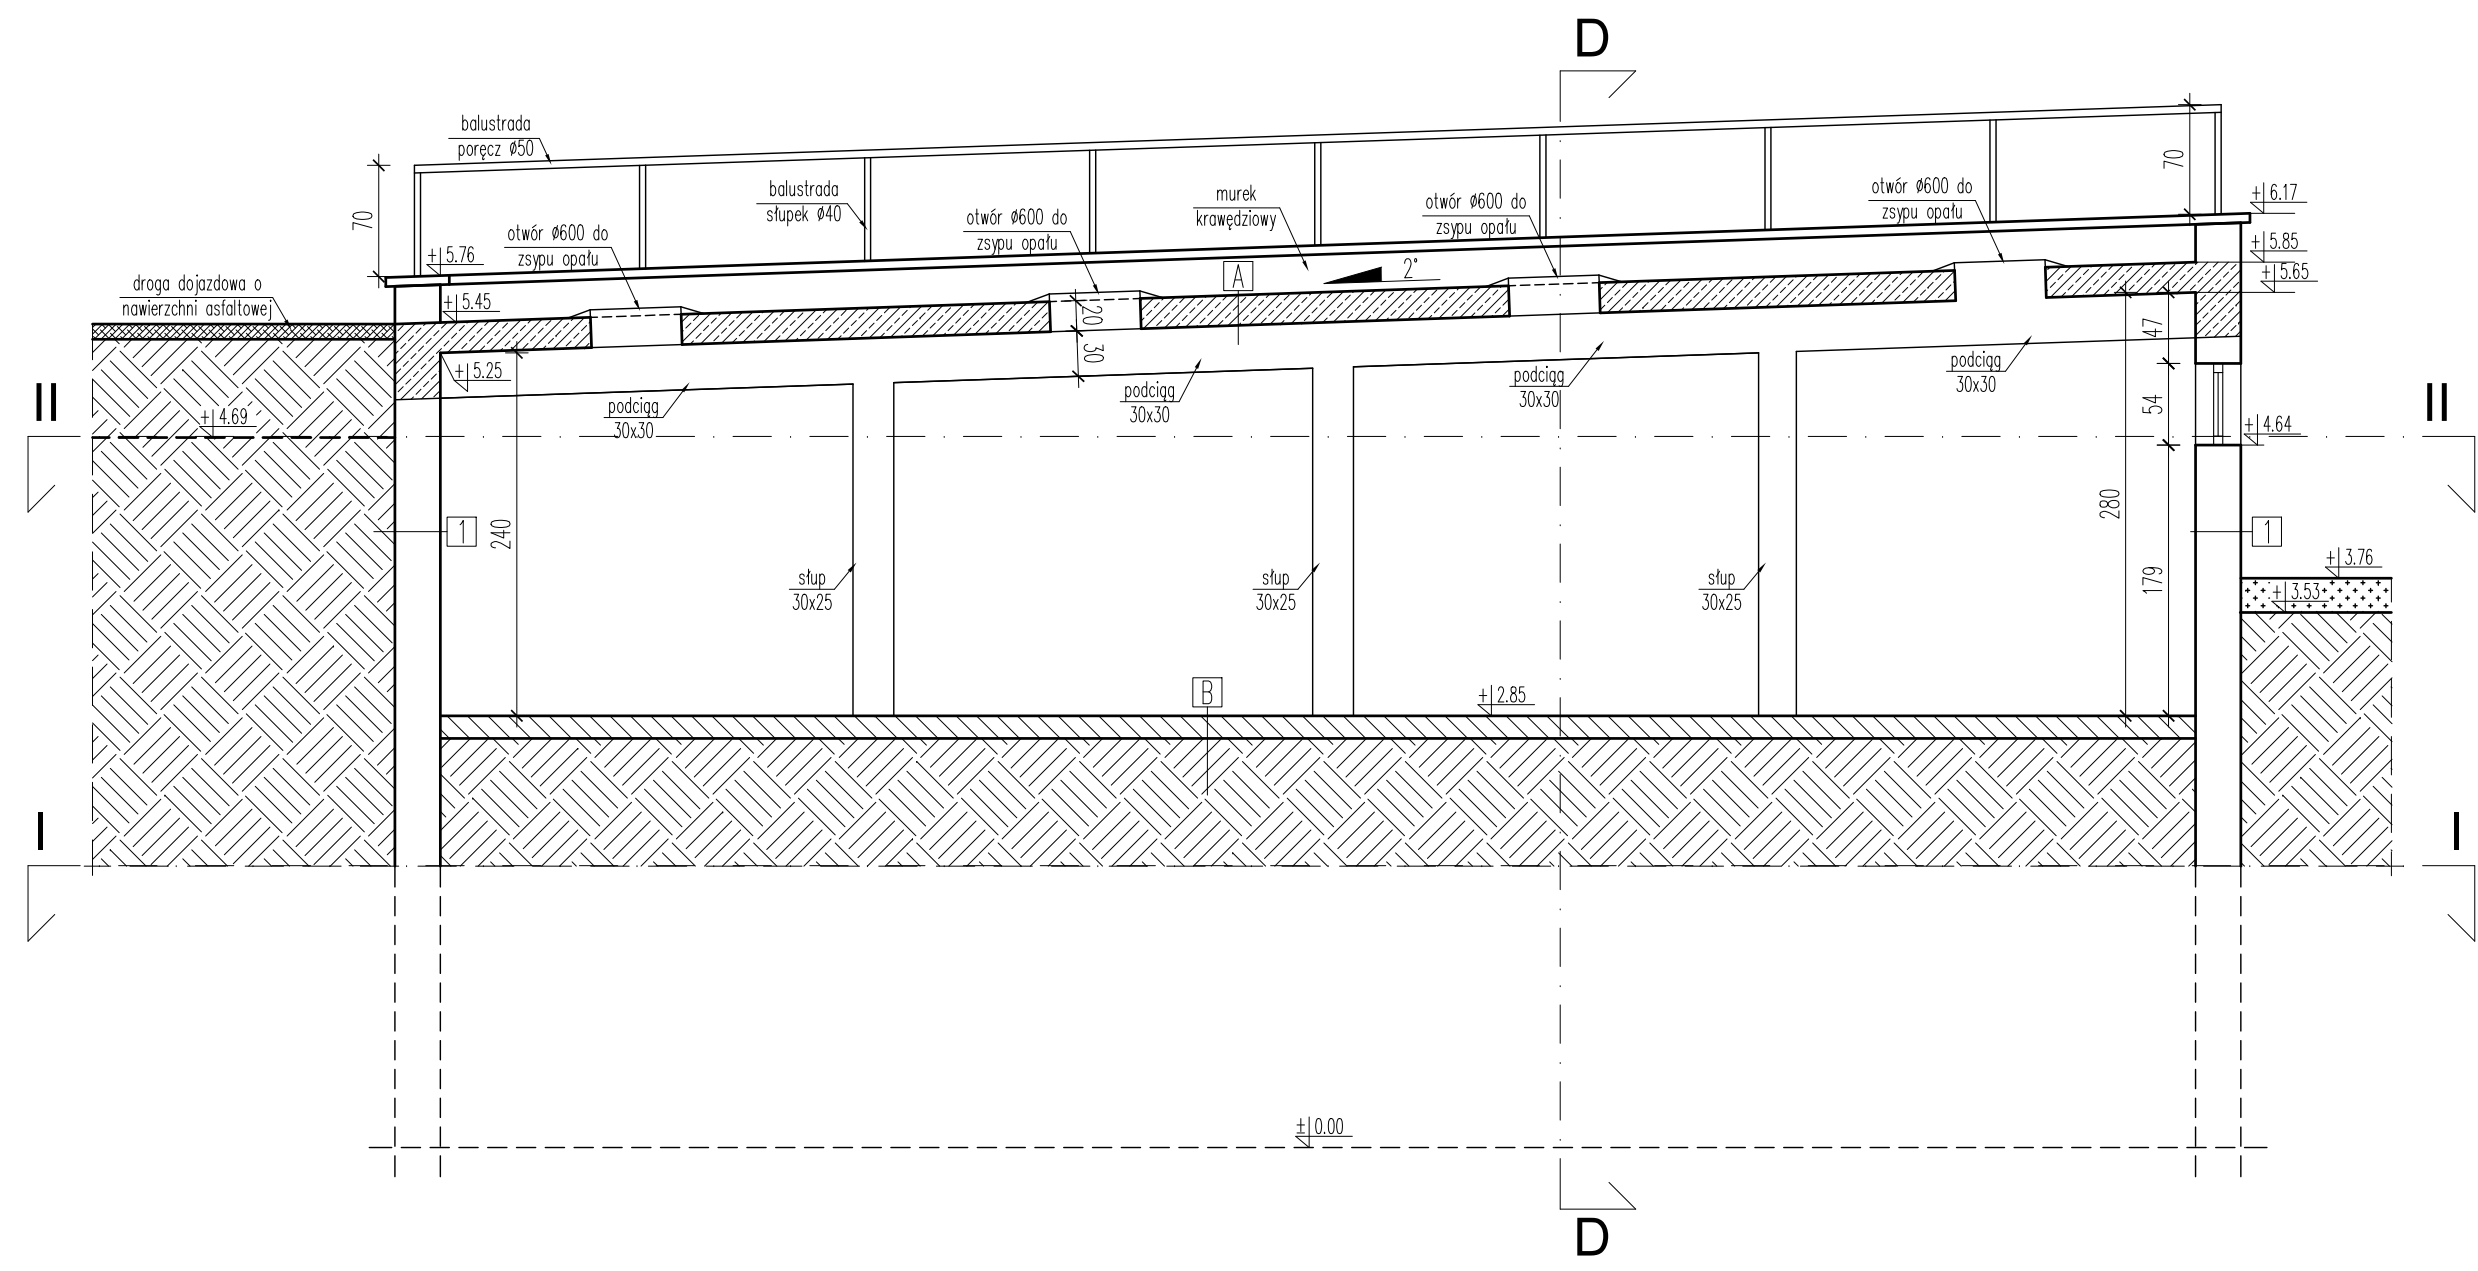 D
balustrada
poręcz Ø50
70
balustrada
słupek Ø40
otwór Ø600 do
zsypu opału
otwór Ø600 do
zsypu opału
murek
krawędziowy
otwór Ø600 do
zsypu opału
otwór Ø600 do
zsypu opału
70
+6.17
+5.85
+5.65
+5.76
+5.45
+5.25
droga dojazdowa o
nawierzchni asfaltowej
A
2°
20
30
47
54
podciąg
30x30
podciąg
30x30
podciąg
30x30
podciąg
30x30
II
+4.69
+4.64
II
1
240
280
179
1
słup
30x25
słup
30x25
słup
30x25
+3.76
+3.53
B
+2.85
I
I
±0.00
D